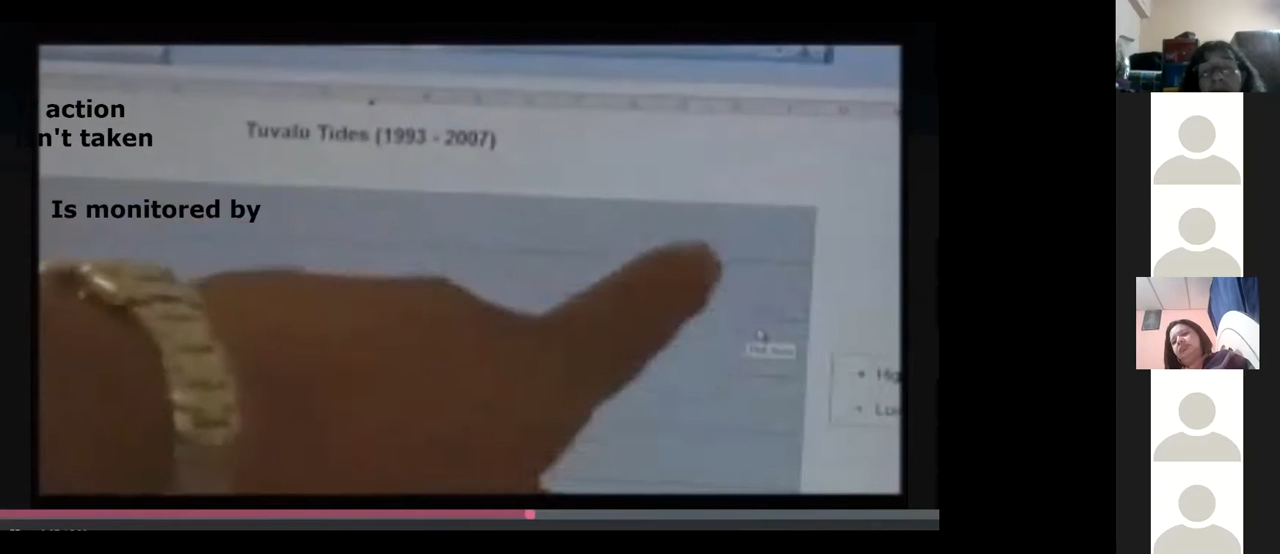 action
n't taken
Tuvalu Tides (1993 - 2007)
Is monitored by